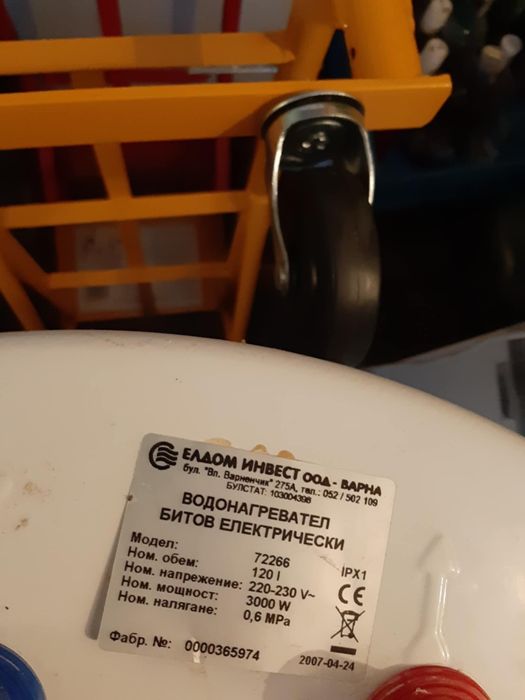 ЕЛДОМ ИНВЕСТ ООД - ВАРНА
бул. "Вл. Варненчик" 275А, тел.: 052 / 502 109
БУЛСТАТ: 103004398
ВОДОНАГРЕВАТЕЛ
БИТОВ ЕЛЕКТРИЧЕСКИ
Модел: 72266 IPX1
Ном. обем: 120 l
Ном. напрежение: 220-230 V~
Ном. мощност: 3000 W CE
Ном. налягане: 0,6 MPa
Фабр. №: 0000365974 2007-04-24